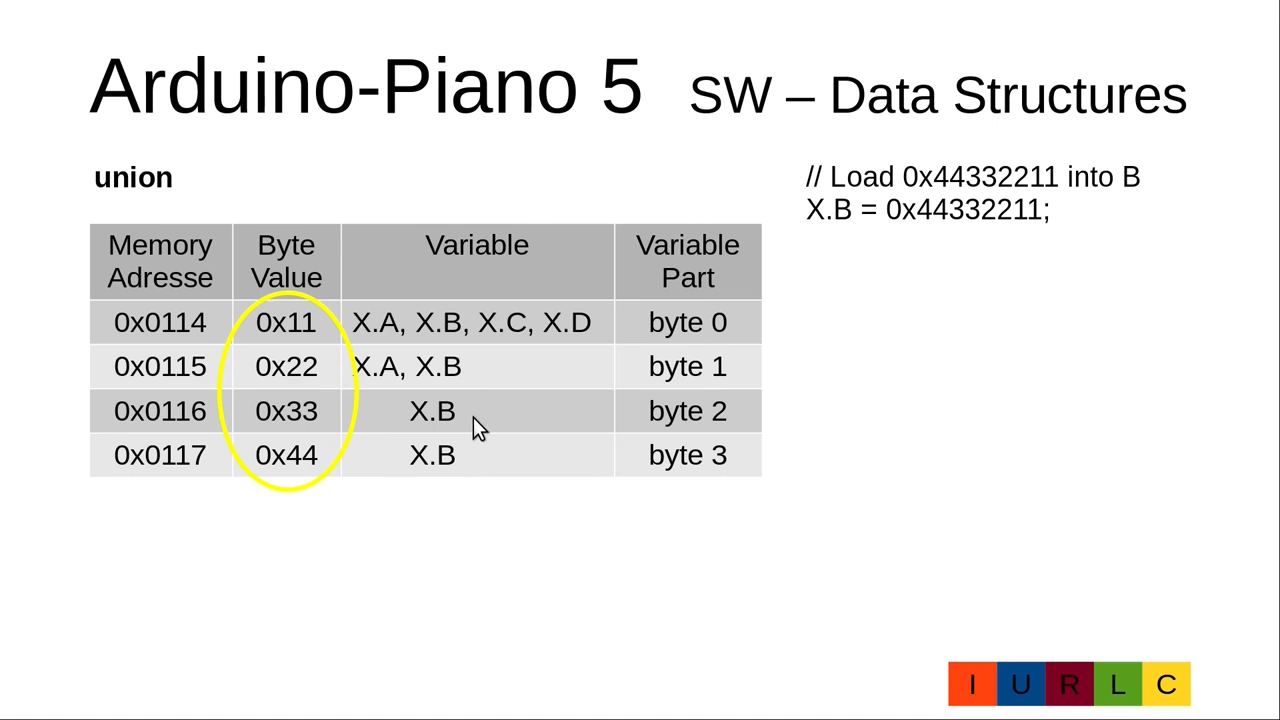 Arduino-Piano 5 SW – Data Structures
union
// Load 0x44332211 into B
X.B = 0x44332211;
Memory Adresse Byte Value Variable Variable Part
0x0114 0x11 X.A, X.B, X.C, X.D byte 0
0x0115 0x22 X.A, X.B byte 1
0x0116 0x33 X.B byte 2
0x0117 0x44 X.B byte 3
I U R L C